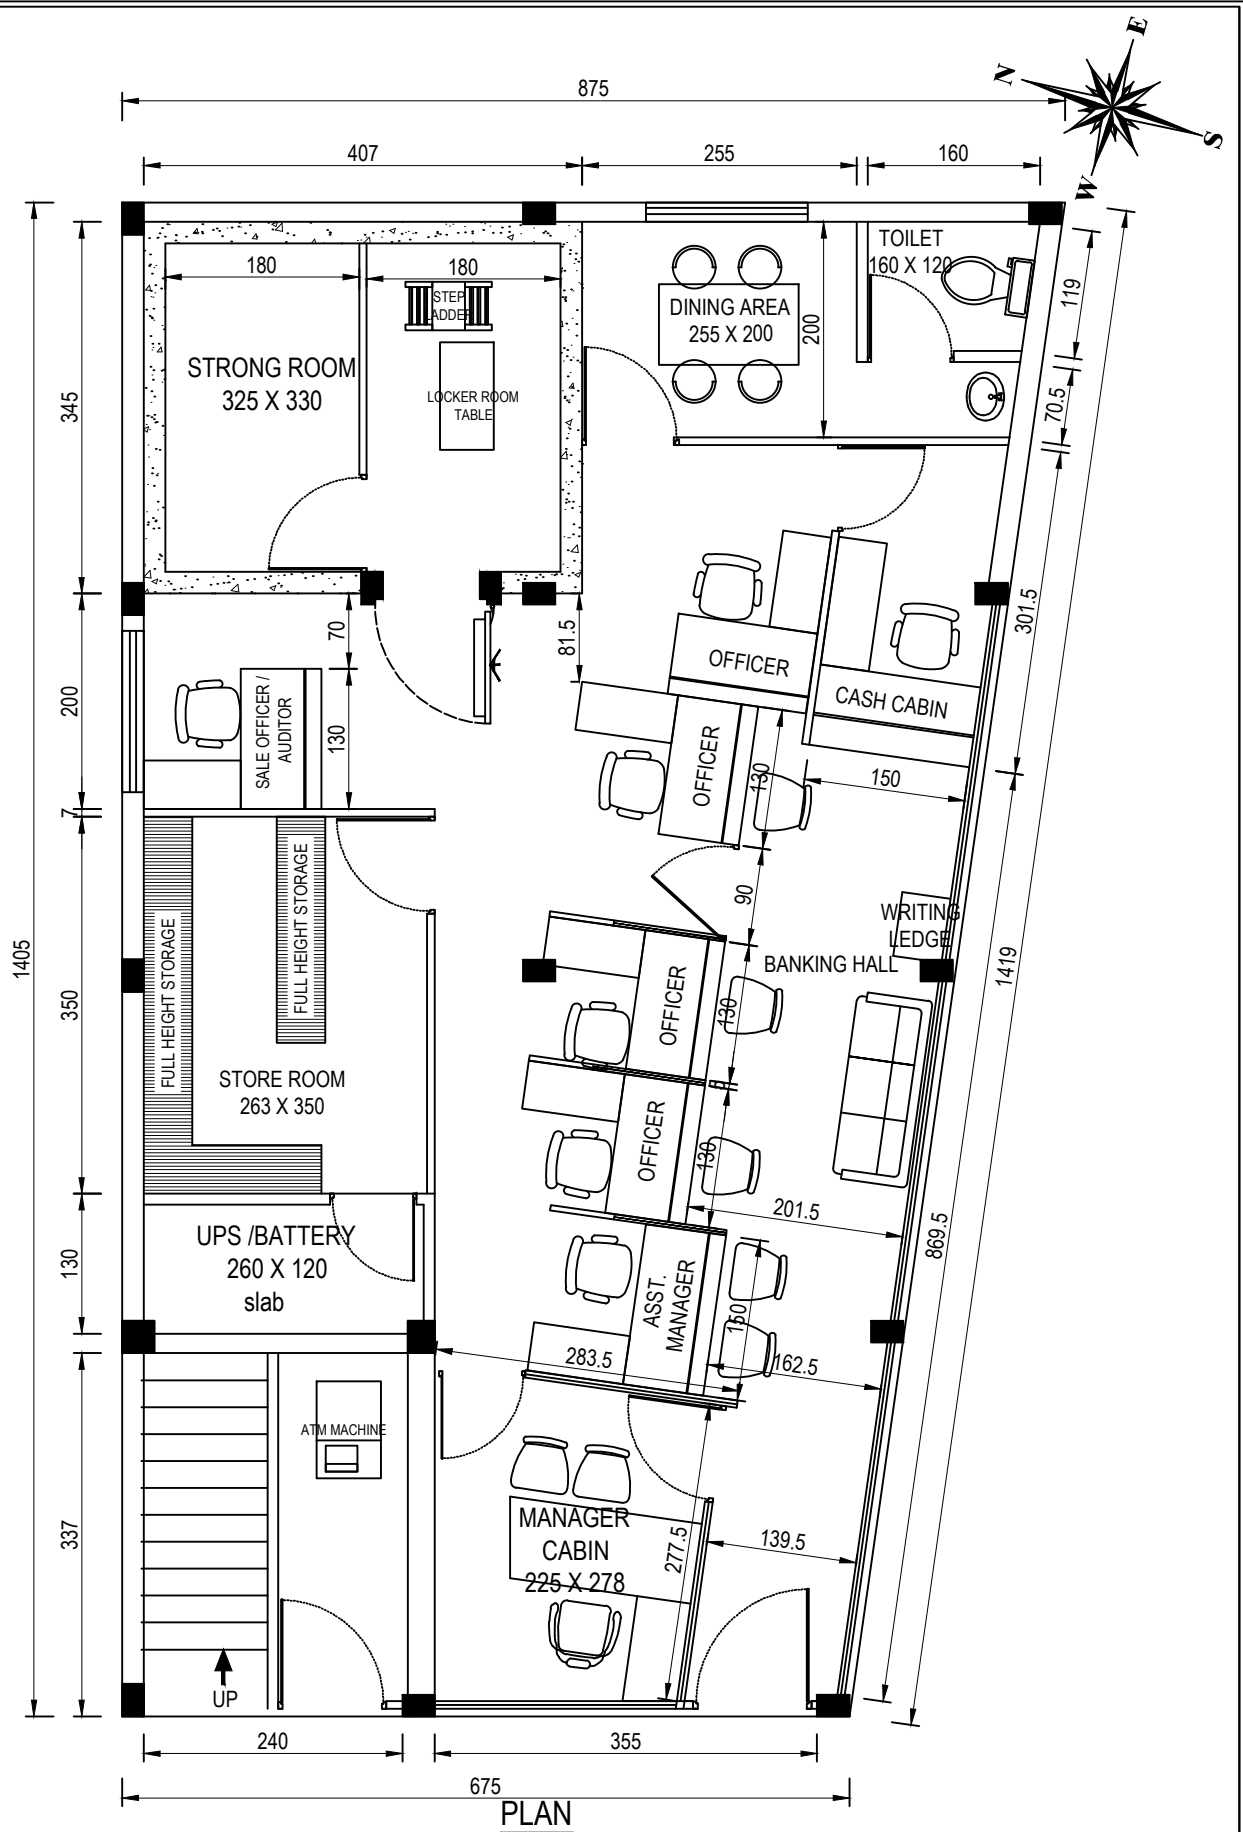 E
N
S
W
875
407
255
160
TOILET
160 X 120
180
180
STEP
LADDER
DINING AREA
255 X 200
200
119
STRONG ROOM
325 X 330
LOCKER ROOM
TABLE
345
70.5
301.5
70
81.5
OFFICER
CASH CABIN
200
SALE OFFICER /
AUDITOR
130
OFFICER
130
150
7
90
FULL HEIGHT STORAGE
FULL HEIGHT STORAGE
WRITING
LEDGE
BANKING HALL
1405
350
OFFICER
130
1419
STORE ROOM
263 X 350
OFFICER
130
201.5
869.5
130
UPS /BATTERY
260 X 120
slab
ASST.
MANAGER
150
283.5
162.5
ATM MACHINE
337
MANAGER
CABIN
225 X 278
277.5
139.5
UP
240
355
675
PLAN